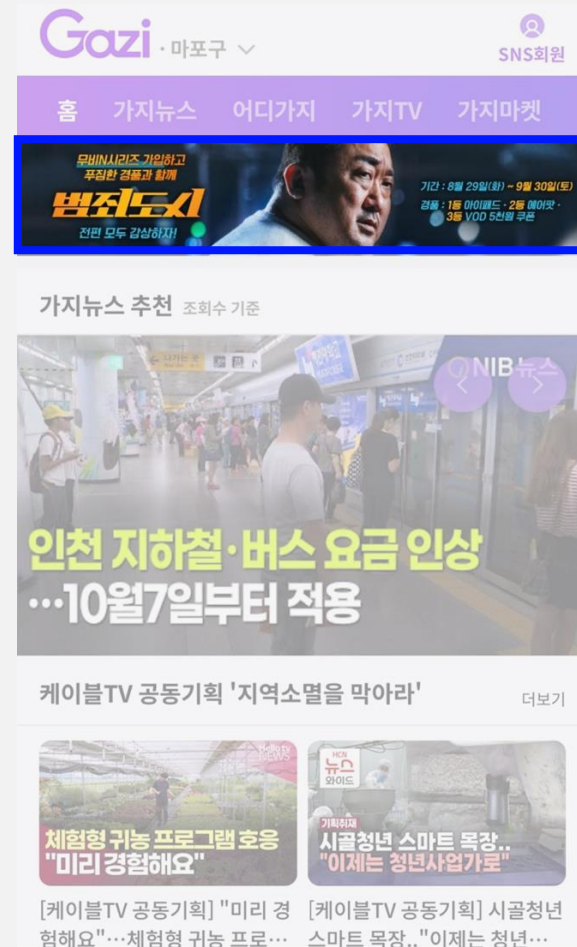 Gazi · 마포구
SNS회원
홈 가지뉴스 어디가지 가지TV 가지마켓
무비N시리즈 가입하고
푸짐한 경품과 함께
범죄도시
전편 모두 감상하자!
기간 : 8월 29일(화) ~ 9월 30일(토)
경품 : 1등 아이패드 · 2등 에어팟 ·
3등 VOD 5천원 쿠폰
가지뉴스 추천 조회수 기준
NIB뉴스
인천 지하철·버스 요금 인상
…10월7일부터 적용
케이블TV 공동기획 '지역소멸을 막아라'
더보기
Hello tv
NEWS
체험형 귀농 프로그램 호응
"미리 경험해요"
HCN
뉴스
와이드
기획취재
시골청년 스마트 목장..
"이제는 청년사업가로"
[케이블TV 공동기획] "미리 경
험해요"…체험형 귀농 프로…
[케이블TV 공동기획] 시골청년
스마트 목장.."이제는 청년…